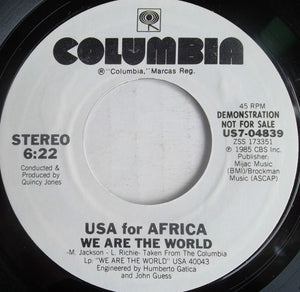 COLUMBIA
® "Columbia," Marcas Reg.
45 RPM
DEMONSTRATION
NOT FOR SALE
US7-04839
ZSS 173351
℗ 1985 CBS Inc.
Publisher:
Mijac Music
(BMI)/Brockman
Music (ASCAP)
STEREO
6:22
Conducted &
Produced by
Quincy Jones
USA for AFRICA
WE ARE THE WORLD
-M. Jackson - L. Richie- Taken From The Columbia
Lp: "WE ARE THE WORLD" USA 40043
Engineered by Humberto Gatica
and John Guess